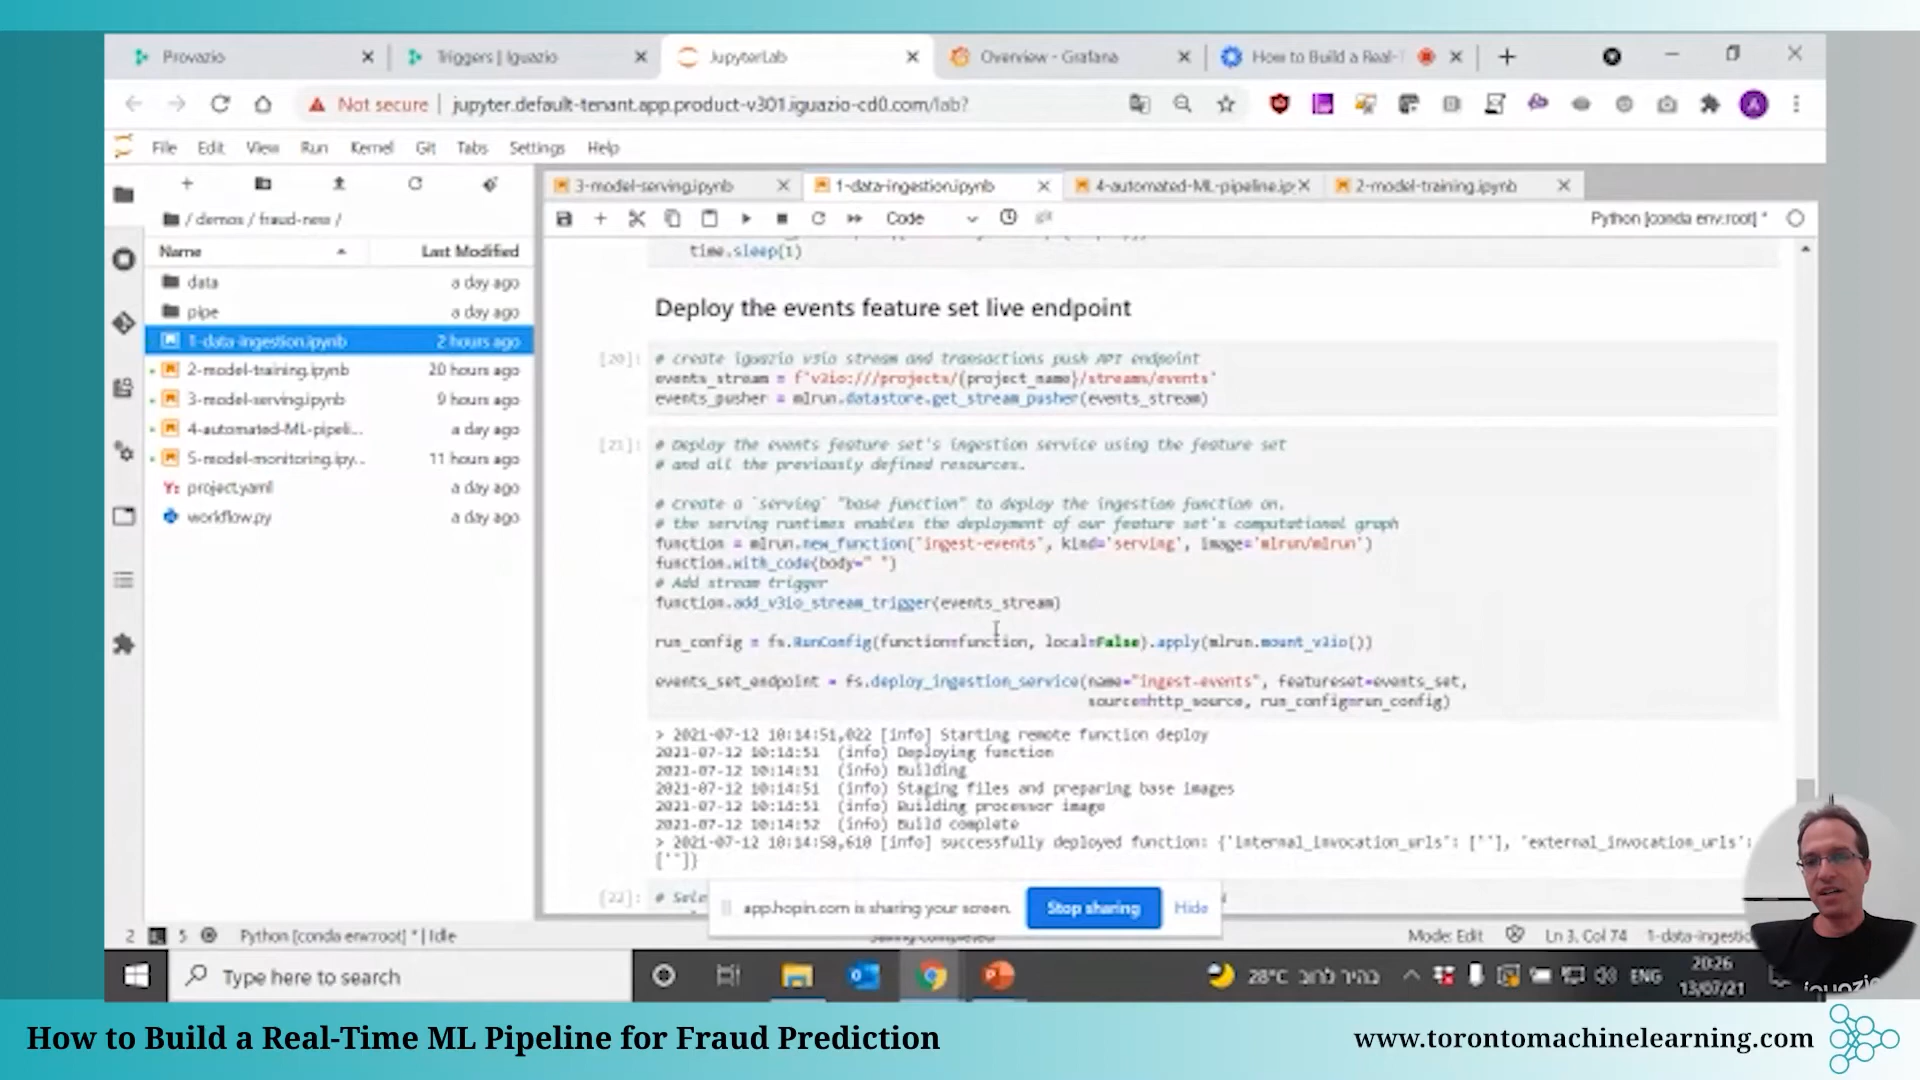 Provazio
Triggers | Iguazio
JupyterLab
Overview - Grafana
How to Build a Real-T
Not secure
jupyter.default-tenant.app.product-v301.iguazio-cd0.com/lab?
A
File Edit View Run Kernel Git Tabs Settings Help
3-model-serving.ipynb
1-data-ingestion.ipynb
4-automated-ML-pipeline.ip
2-model-training.ipynb
/ demos / fraud-new /
Code
Python [conda env:root] *
Name Last Modified
data a day ago
pipe a day ago
1-data-ingestion.ipynb 2 hours ago
2-model-training.ipynb 20 hours ago
3-model-serving.ipynb 9 hours ago
4-automated-ML-pipeli... a day ago
5-model-monitoring.ipy... 11 hours ago
project.yaml a day ago
workflow.py a day ago
time.sleep(1)
Deploy the events feature set live endpoint
[20]:
# create iguazio v3io stream and transactions push API endpoint
events_stream = f'v3io:///projects/{project_name}/streams/events'
events_pusher = mlrun.datastore.get_stream_pusher(events_stream)
[21]:
# Deploy the events feature set's ingestion service using the feature set
# and all the previously defined resources.
# Create a `serving` "base function" to deploy the ingestion function on.
# the serving runtimes enables the deployment of our feature set's computational graph
function = mlrun.new_function('ingest-events', kind='serving', image='mlrun/mlrun')
function.with_code(body=" ")
# Add stream trigger
function.add_v3io_stream_trigger(events_stream)
run_config = fs.RunConfig(function=function, local=False).apply(mlrun.mount_v3io())
events_set_endpoint = fs.deploy_ingestion_service(name="ingest-events", featureset=events_set,
source=http_source, run_config=run_config)
> 2021-07-12 10:14:51,022 [info] Starting remote function deploy
2021-07-12 10:14:51 (info) Deploying function
2021-07-12 10:14:51 (info) Building
2021-07-12 10:14:51 (info) Staging files and preparing base images
2021-07-12 10:14:51 (info) Building processor image
2021-07-12 10:14:52 (info) Build complete
> 2021-07-12 10:14:58,610 [info] successfully deployed function: {'internal_invocation_urls': [''], 'external_invocation_urls':
['']}
[22]:
app.hopin.com is sharing your screen.
Stop sharing
Hide
2 5 Python [conda env:root] * | Idle
Mode: Edit
Ln 3, Col 74
1-data-ingestio
Type here to search
28°C בהיר לרוב
ENG
20:26
13/07/21
iguazio
How to Build a Real-Time ML Pipeline for Fraud Prediction
www.torontomachinelearning.com